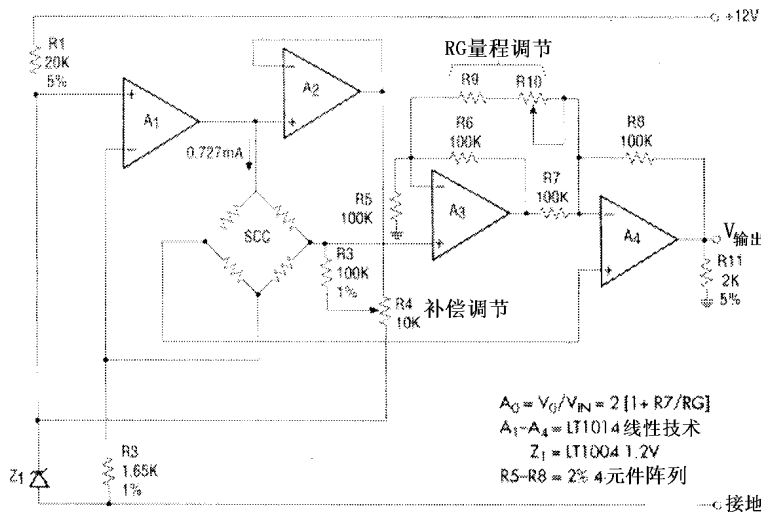 +12V
R1
20K
5%
A1
A2
0.727mA
RG量程调节
R9
R10
R6
100K
R8
100K
R5
100K
A3
R7
100K
A4
V输出
SCC
R3
100K
1%
R4
10K
补偿调节
R11
2K
5%
A0 = V0/VIN = 2 [1+ R7/RG]
A1-A4 = LT1014 线性技术
Z1 = LT1004 1.2V
R5-R8 = 2% 4元件阵列
Z1
R3
1.65K
1%
接地